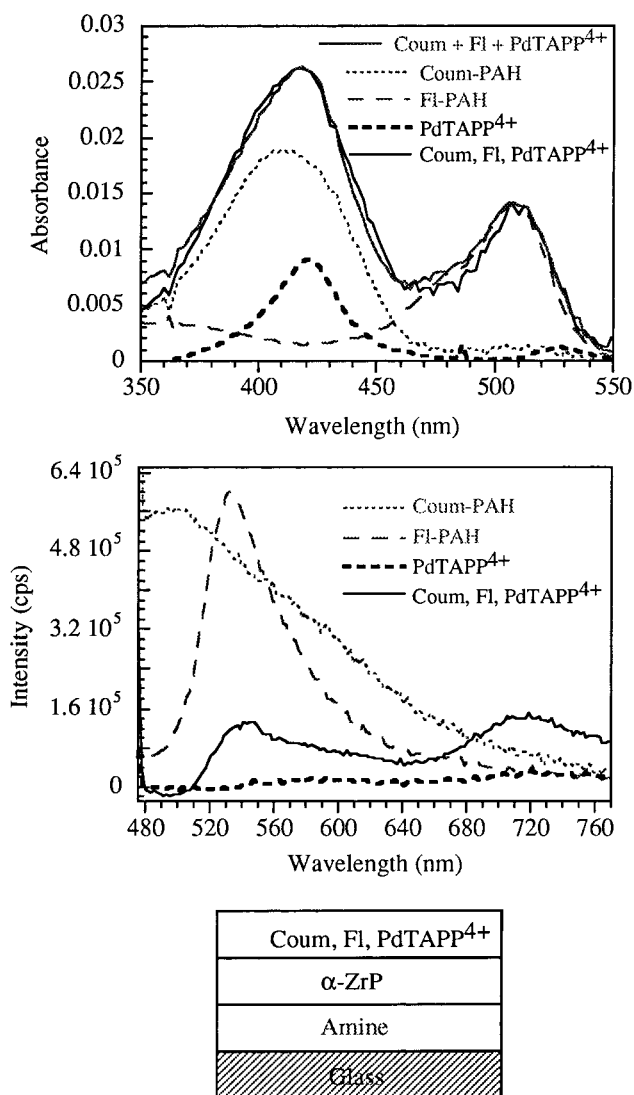 0.03
0.025
0.02
0.015
0.01
0.005
0
Absorbance
Coum + Fl + PdTAPP⁴⁺
Coum-PAH
Fl-PAH
PdTAPP⁴⁺
Coum, Fl, PdTAPP⁴⁺
350 400 450 500 550
Wavelength (nm)
6.4 10⁵
4.8 10⁵
3.2 10⁵
1.6 10⁵
0
Intensity (cps)
Coum-PAH
Fl-PAH
PdTAPP⁴⁺
Coum, Fl, PdTAPP⁴⁺
480 520 560 600 640 680 720 760
Wavelength (nm)
Coum, Fl, PdTAPP⁴⁺
α-ZrP
Amine
Glass